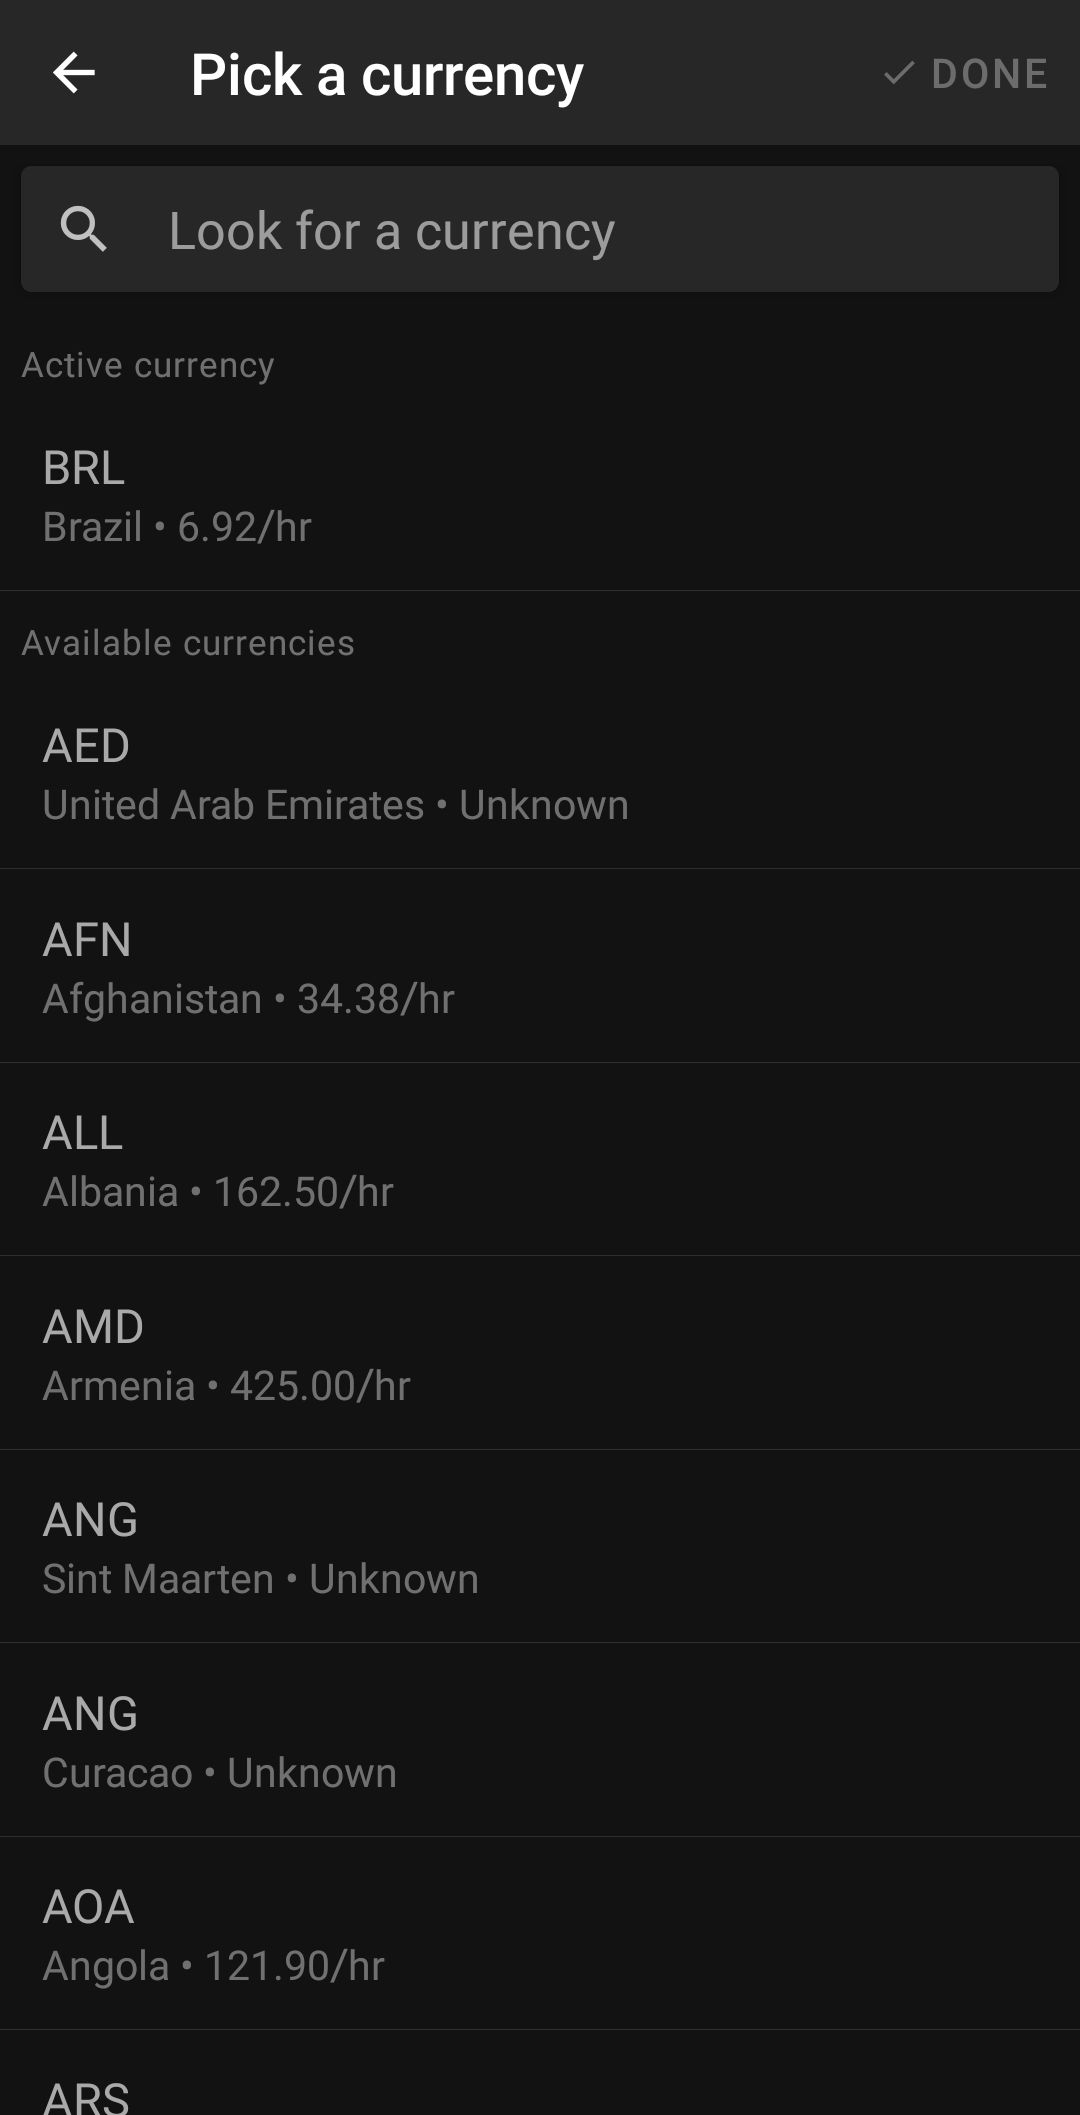 Pick a currency
DONE
Look for a currency
Active currency
BRL
Brazil • 6.92/hr
Available currencies
AED
United Arab Emirates • Unknown
AFN
Afghanistan • 34.38/hr
ALL
Albania • 162.50/hr
AMD
Armenia • 425.00/hr
ANG
Sint Maarten • Unknown
ANG
Curacao • Unknown
AOA
Angola • 121.90/hr
ARS